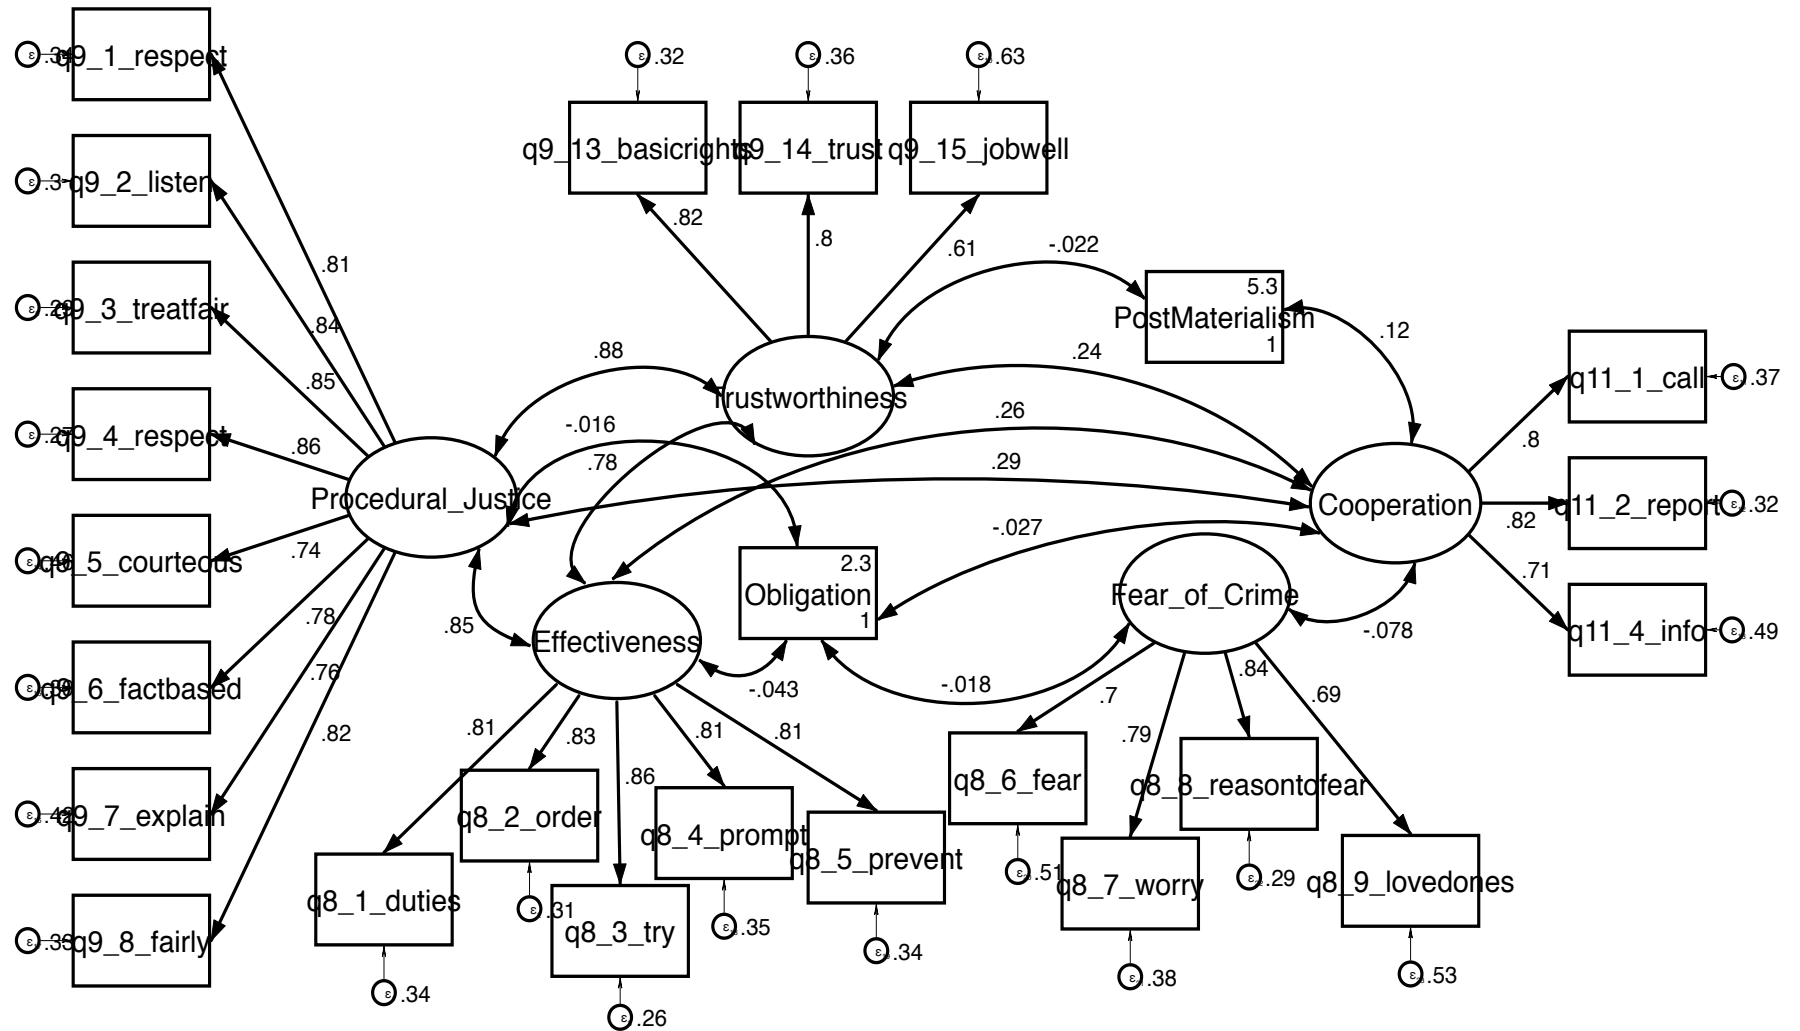 q9_1_respect
q9_2_listen
q9_3_treatfair
q9_4_respect
q9_5_courteous
q9_6_factbased
q9_7_explain
q9_8_fairly
.81
.84
.85
.86
.74
.78
.76
.82
Procedural_Justice
ε .32
ε .36
ε .63
q9_13_basicrights
q9_14_trust
q9_15_jobwell
.82
.8
.61
Trustworthiness
-.022
5.3
PostMaterialism
1
.12
.88
.24
-.016
.26
.78
.29
-.027
.85
2.3
Obligation
1
-.043
-.018
-.078
Cooperation
.8
.82
.71
q11_1_call
.37
q11_2_report
.32
q11_4_info
.49
Effectiveness
.81
.83
.86
.81
.81
q8_1_duties
q8_2_order
q8_3_try
q8_4_prompt
q8_5_prevent
ε .34
ε .31
ε .26
ε .35
ε .34
Fear_of_Crime
.7
.79
.84
.69
q8_6_fear
q8_7_worry
q8_8_reasontofear
q8_9_lovedones
ε .51
ε .38
ε .29
ε .53